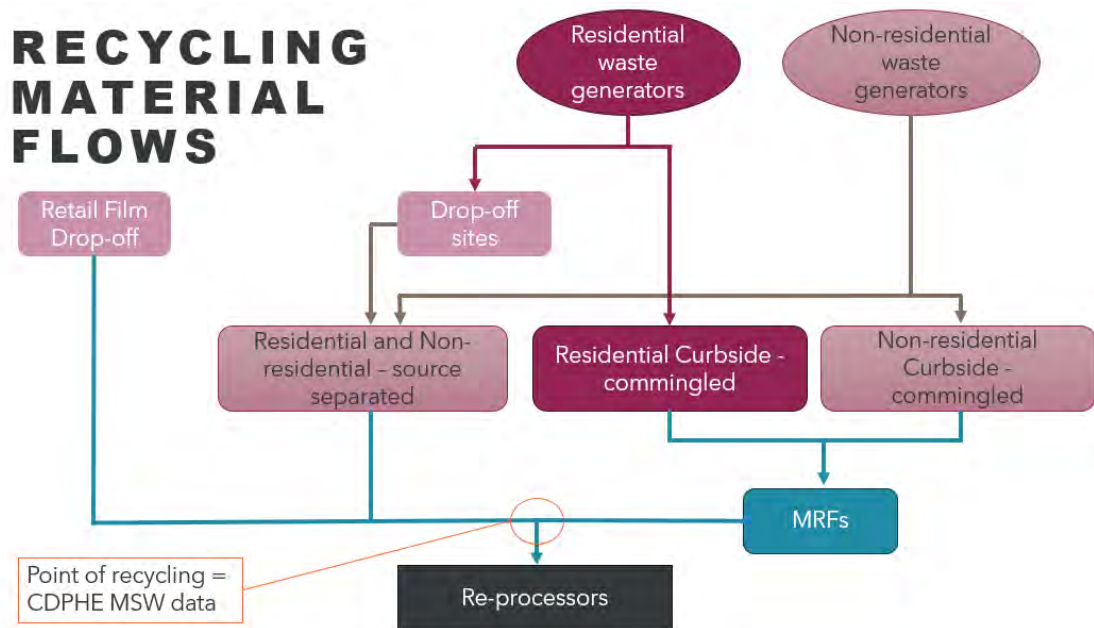 RECYCLING
MATERIAL
FLOWS
Residential
waste
generators
Non-residential
waste
generators
Retail Film
Drop-off
Drop-off
sites
Residential and Non-
residential – source
separated
Residential Curbside -
commingled
Non-residential
Curbside -
commingled
MRFs
Point of recycling =
CDPHE MSW data
Re-processors